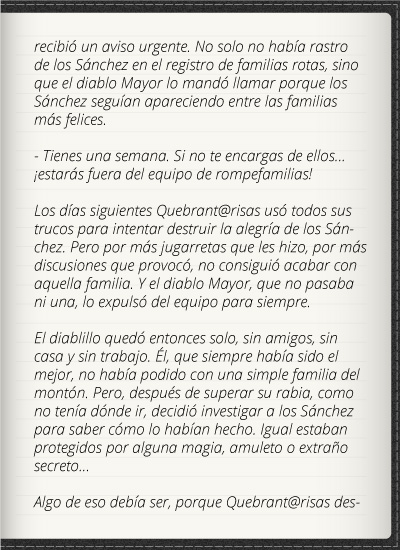 recibió un aviso urgente. No solo no había rastro
de los Sánchez en el registro de familias rotas, sino
que el diablo Mayor lo mandó llamar porque los
Sánchez seguían apareciendo entre las familias
más felices.
- Tienes una semana. Si no te encargas de ellos...
¡estarás fuera del equipo de rompefamilias!
Los días siguientes Quebrant@risas usó todos sus
trucos para intentar destruir la alegría de los Sán-
chez. Pero por más jugarretas que les hizo, por más
discusiones que provocó, no consiguió acabar con
aquella familia. Y el diablo Mayor, que no pasaba
ni una, lo expulsó del equipo para siempre.
El diablillo quedó entonces solo, sin amigos, sin
casa y sin trabajo. Él, que siempre había sido el
mejor, no había podido con una simple familia del
montón. Pero, después de superar su rabia, como
no tenía dónde ir, decidió investigar a los Sánchez
para saber cómo lo habían hecho. Igual estaban
protegidos por alguna magia, amuleto o extraño
secreto...
Algo de eso debía ser, porque Quebrant@risas des-